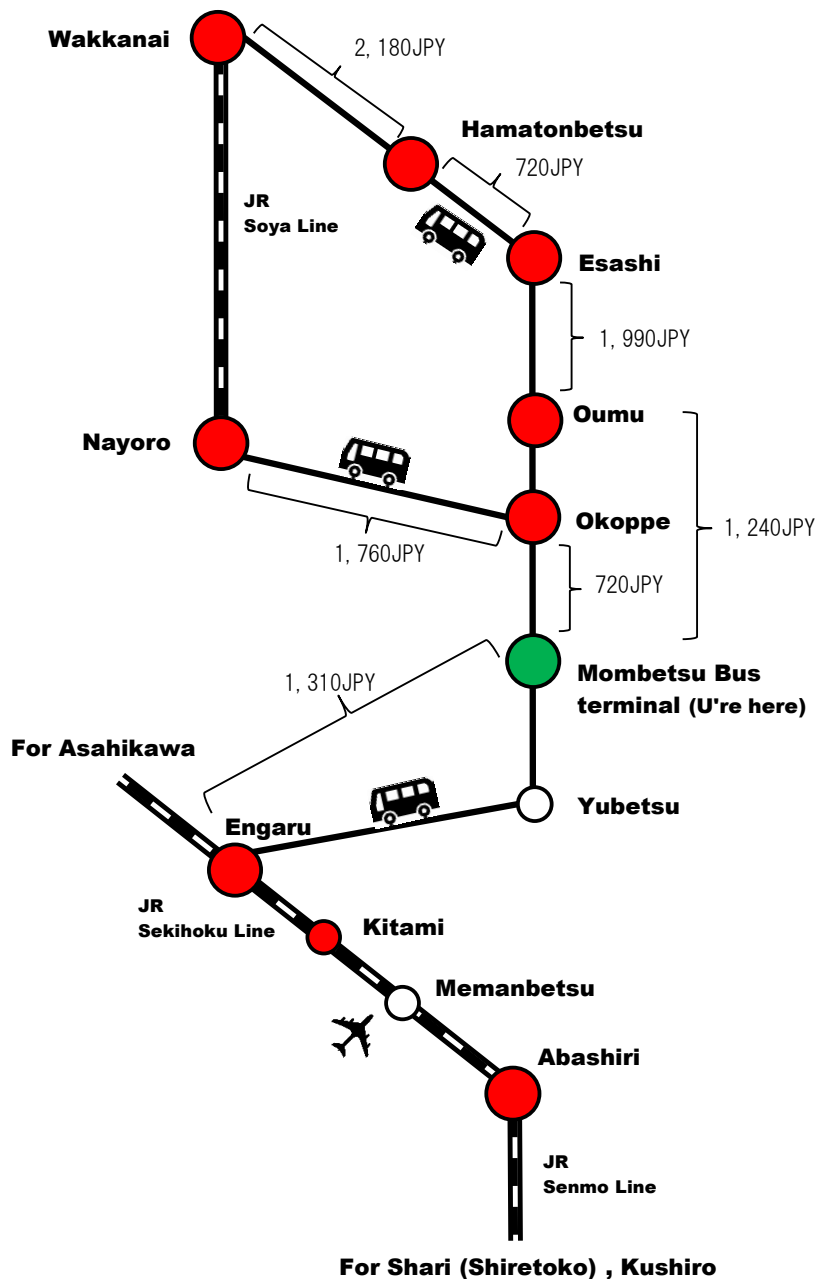 Wakkanai
2,180JPY
Hamatonbetsu
720JPY
JR
Soya Line
Esashi
1,990JPY
Oumu
Nayoro
Okoppe
1,240JPY
1,760JPY
720JPY
Mombetsu Bus
terminal (U're here)
1,310JPY
For Asahikawa
Yubetsu
Engaru
JR
Sekihoku Line
Kitami
Memanbetsu
Abashiri
JR
Senmo Line
For Shari (Shiretoko) , Kushiro